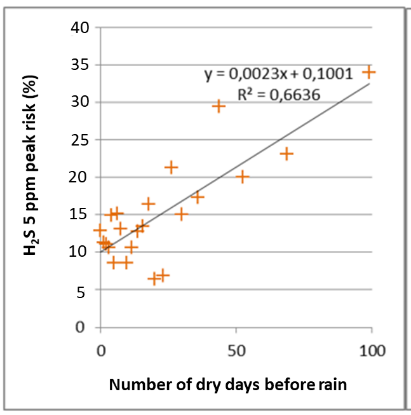 40
35
30
25
20
15
10
5
0
y = 0,0023x + 0,1001
R² = 0,6636
H₂S 5 ppm peak risk (%)
0 50 100
Number of dry days before rain